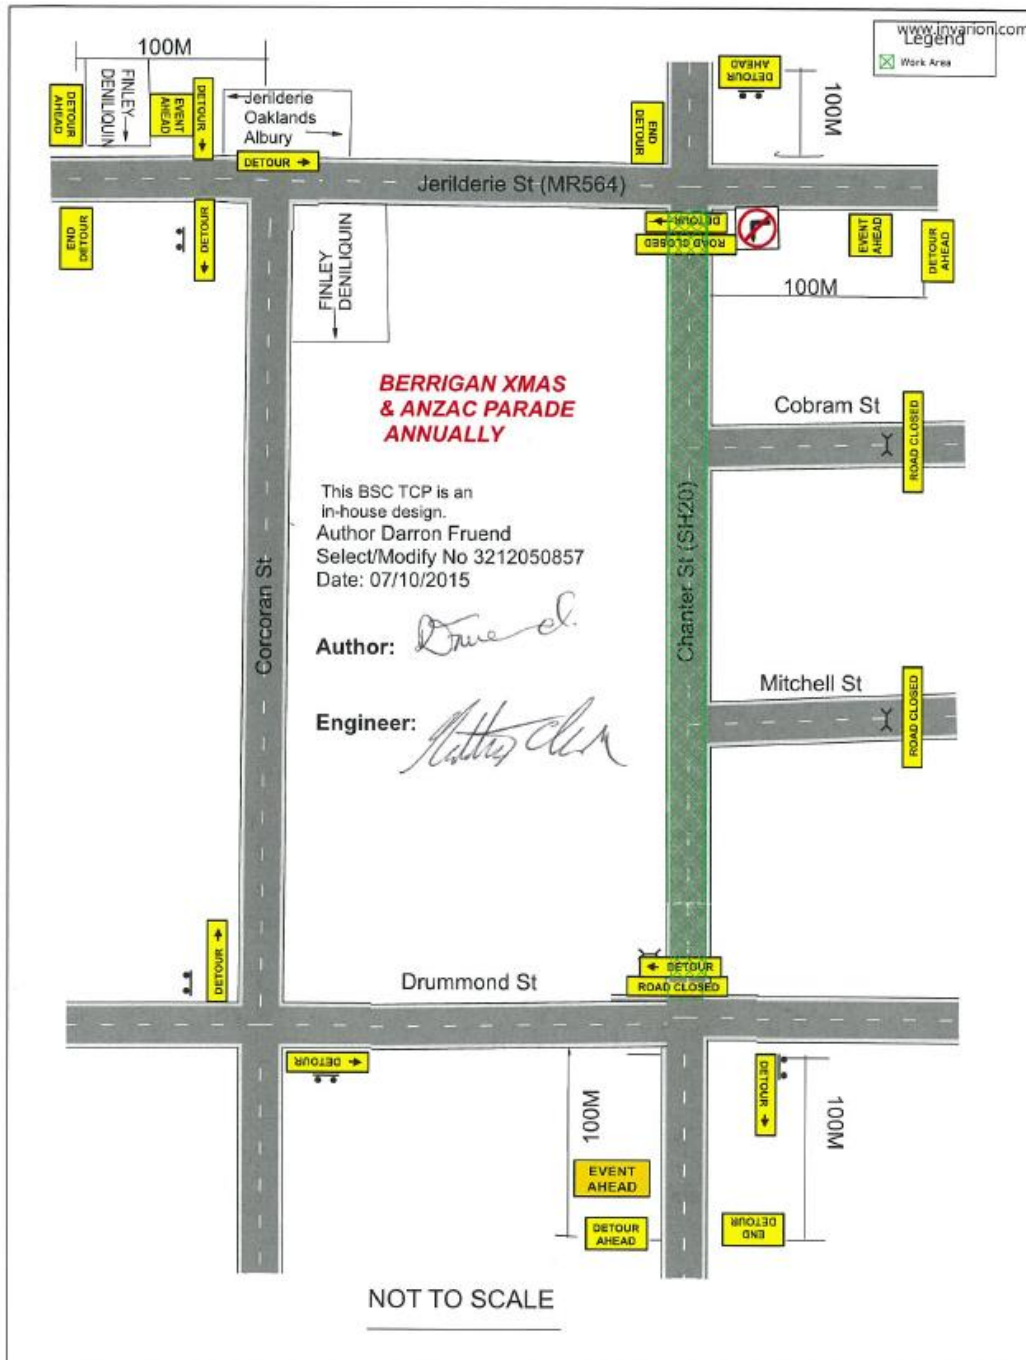 www.invarion.com
Legend
Work Area
100M
DETOUR
AHEAD
FINLEY
DENILIQUIN
EVENT
AHEAD
DETOUR
Jerilderie
Oaklands
Albury
DETOUR
END
DETOUR
DETOUR
AHEAD
100M
Jerilderie St (MR564)
END
DETOUR
DETOUR
FINLEY
DENILIQUIN
DETOUR
ROAD CLOSED
EVENT
AHEAD
DETOUR
AHEAD
100M
BERRIGAN XMAS
& ANZAC PARADE
ANNUALLY
Cobram St
ROAD CLOSED
This BSC TCP is an
in-house design.
Author Darron Fruend
Select/Modify No 3212050857
Date: 07/10/2015
Corcoran St
Chanter St (SH20)
Author:
Mitchell St
ROAD CLOSED
Engineer:
DETOUR
Drummond St
DETOUR
ROAD CLOSED
DETOUR
100M
DETOUR
100M
EVENT
AHEAD
DETOUR
AHEAD
END
DETOUR
NOT TO SCALE